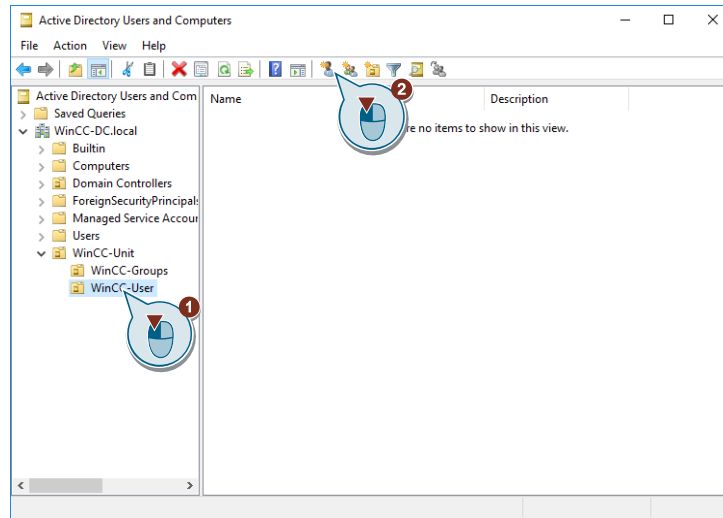 Active Directory Users and Computers
File Action View Help
Active Directory Users and Com
Name
Description
Saved Queries
re no items to show in this view.
WinCC-DC.local
Builtin
Computers
Domain Controllers
ForeignSecurityPrincipals
Managed Service Accour
Users
WinCC-Unit
WinCC-Groups
WinCC-User
1
2